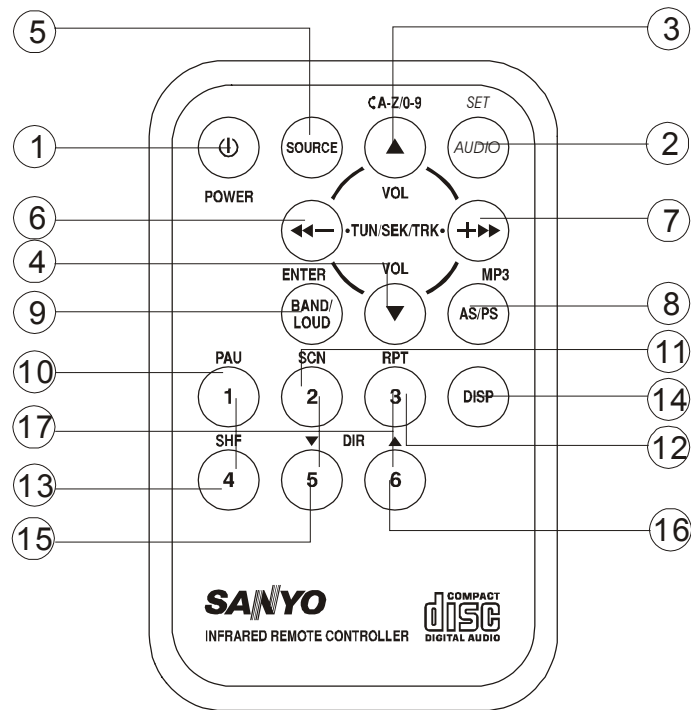 5
3
A-Z/0-9
SET
1
SOURCE
AUDIO
2
POWER
VOL
6
TUN/SEK/TRK
7
4
ENTER
VOL
MP3
9
BAND/
LOUD
AS/PS
8
10
PAU
SCN
RPT
11
1
2
3
DISP
14
17
SHF
DIR
12
13
4
5
6
15
16
SANYO
INFRARED REMOTE CONTROLLER
COMPACT
disc
DIGITAL AUDIO